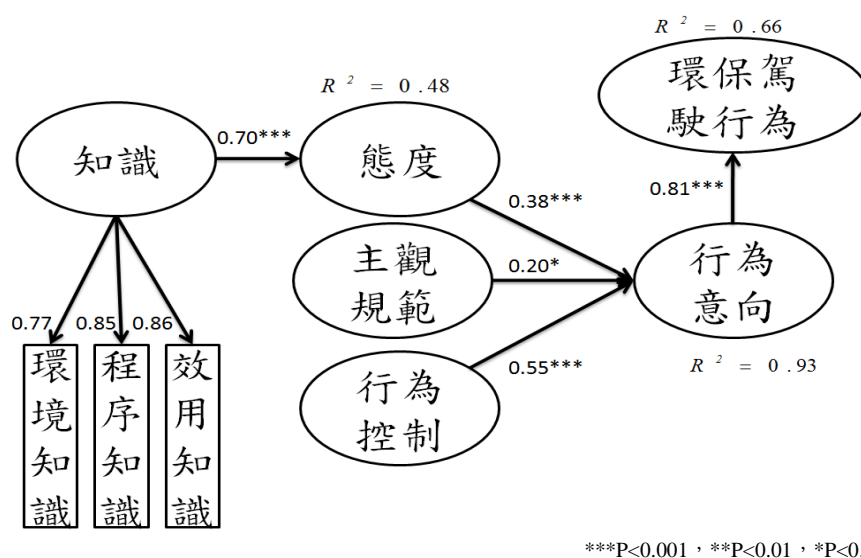 R ² = 0.66
環保駕
駛行為
R ² = 0.48
知識
0.70***
態度
0.81***
0.38***
主觀
規範
0.20*
行為
意向
0.77
0.85
0.86
0.55***
R ² = 0.93
環境知識
程序知識
效用知識
行為
控制
***P<0.001，**P<0.01，*P<0.